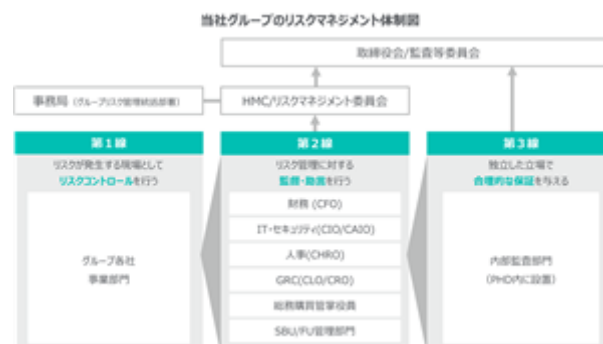 当社グループのリスクマネジメント体制図
取締役会/監査等委員会
事務局 (グループリスク管理統括部署)
HMC/リスクマネジメント委員会
第1線
リスクが発生する現場として
リスクコントロールを行う
グループ各社
事業部門
第2線
リスク管理に対する
監督・助言を行う
財務 (CFO)
IT・セキュリティ(CIO/CAIO)
人事(CHRO)
GRC(CLO/CRO)
総務購買管掌役員
SBU/FU管理部門
第3線
独立した立場で
合理的な保証を与える
内部監査部門
(PHD内に設置)